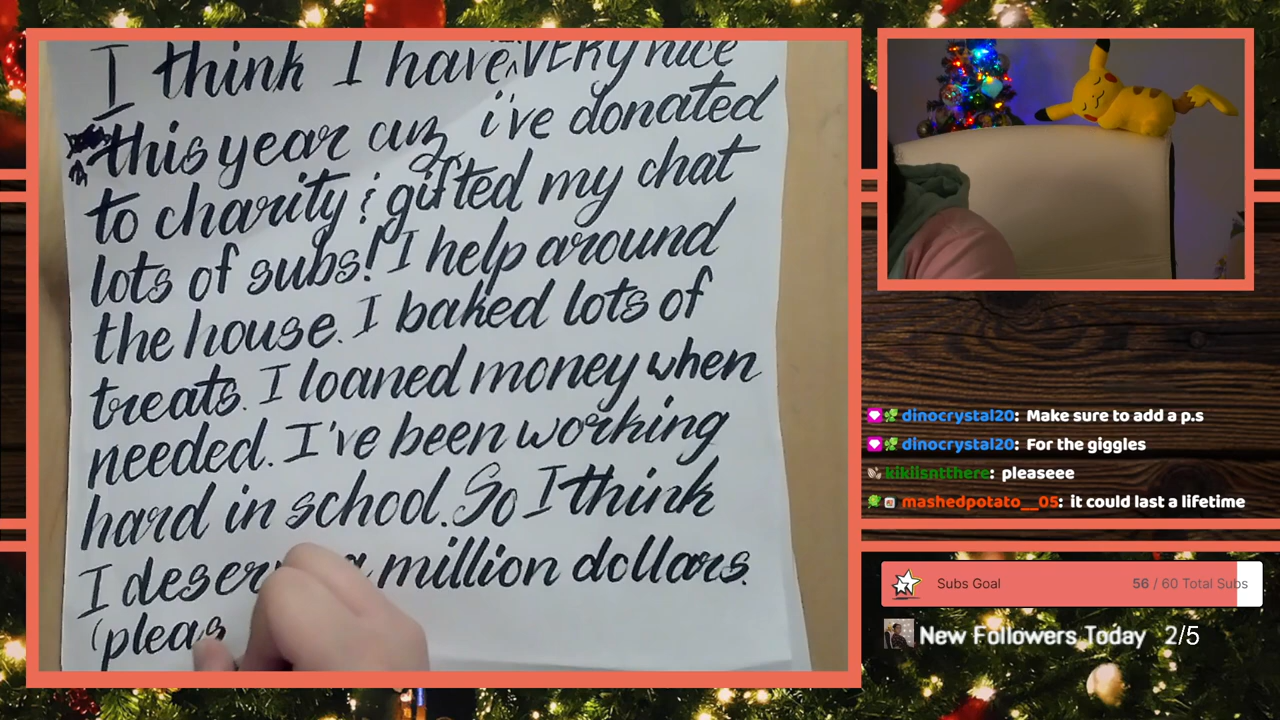 I think I have VERY nice
this year cuz i've donated
to charity & gifted my chat
lots of subs! I help around
the house. I baked lots of
treats. I loaned money when
needed. I've been working
hard in school. So I think
I deser a million dollars.
(pleas
dinocrystal20: Make sure to add a p.s
dinocrystal20: For the giggles
kikiisntthere: pleaseee
mashedpotato__05: it could last a lifetime
Subs Goal 56 / 60 Total Subs
New Followers Today 2/5